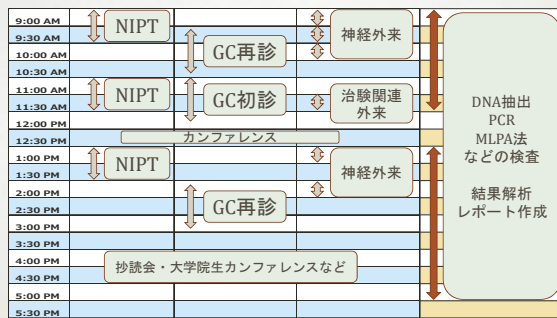 9:00 AM
9:30 AM
10:00 AM
10:30 AM
11:00 AM
11:30 AM
12:00 PM
12:30 PM
1:00 PM
1:30 PM
2:00 PM
2:30 PM
3:00 PM
3:30 PM
4:00 PM
4:30 PM
5:00 PM
5:30 PM
NIPT
NIPT
NIPT
GC再診
GC初診
GC再診
神経外来
治験関連
外来
神経外来
カンファレンス
抄読会・大学院生カンファレンスなど
DNA抽出
PCR
MLPA法
などの検査
結果解析
レポート作成